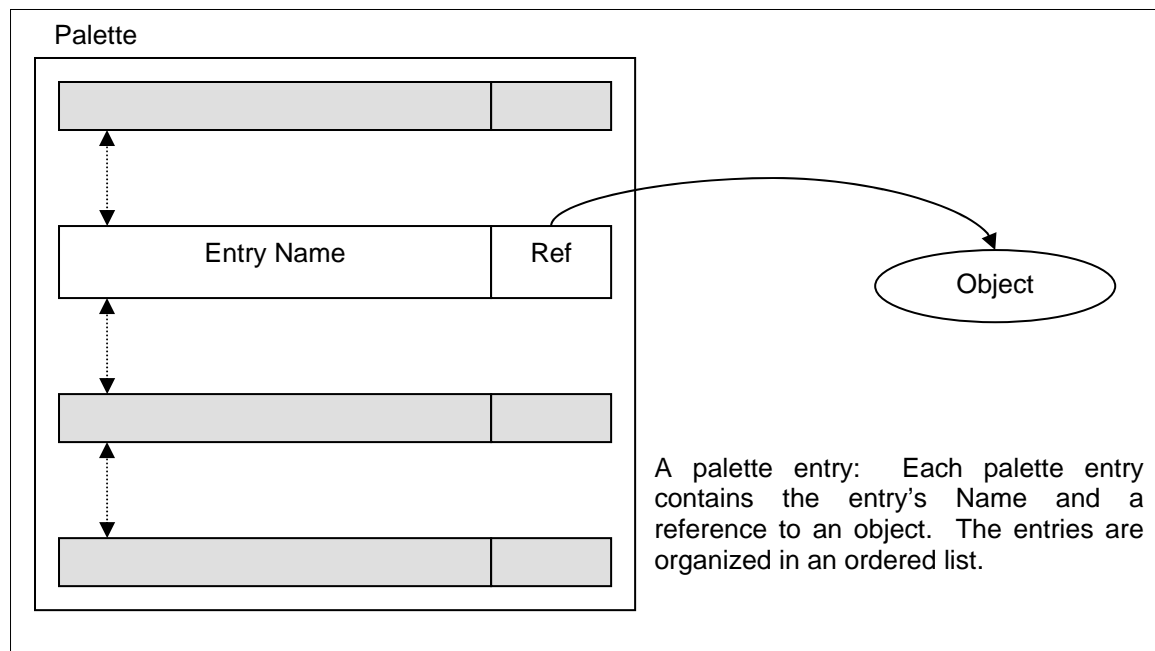 Palette
Entry Name
Ref
Object
A palette entry: Each palette entry
contains the entry’s Name and a
reference to an object. The entries are
organized in an ordered list.